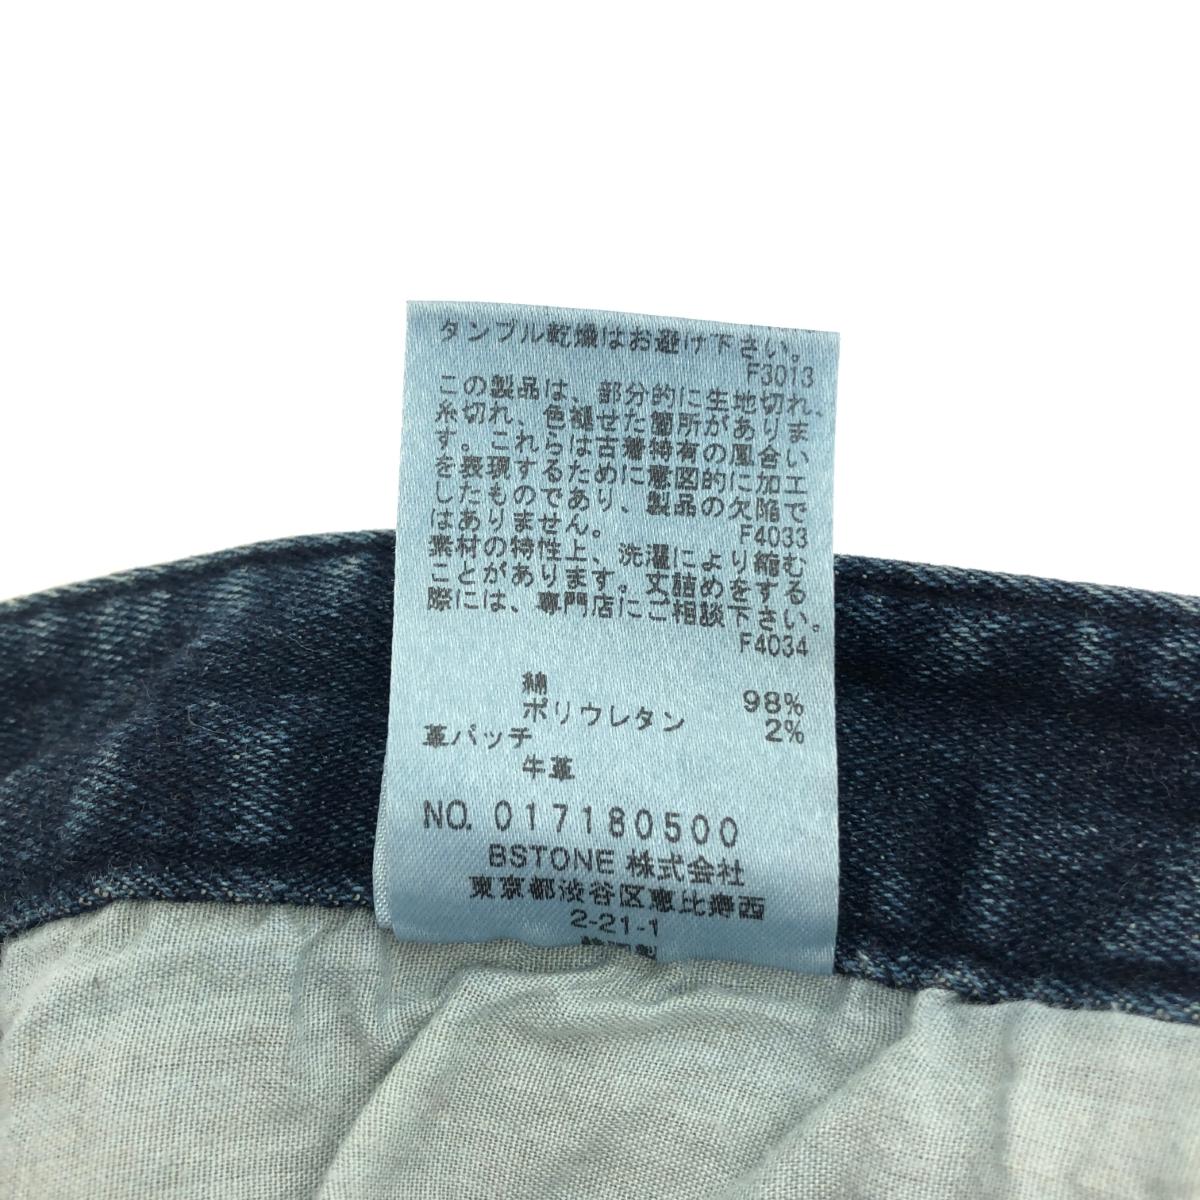 タンブル乾燥はお避け下さい。
F3013
この製品は、部分的に生地切れ、
糸切れ、色褪せた箇所がありま
す。これらは古着特有の風合い
を表現するために意図的に加工
したものであり、製品の欠陥で
はありません。
F4033
素材の特性上、洗濯により縮む
ことがあります。丈詰めをする
際には、専門店にご相談下さい。
F4034
綿 98%
ポリウレタン 2%
革パッチ
牛革
NO. 017180500
BSTONE 株式会社
東京都渋谷区恵比寿西
2-21-1